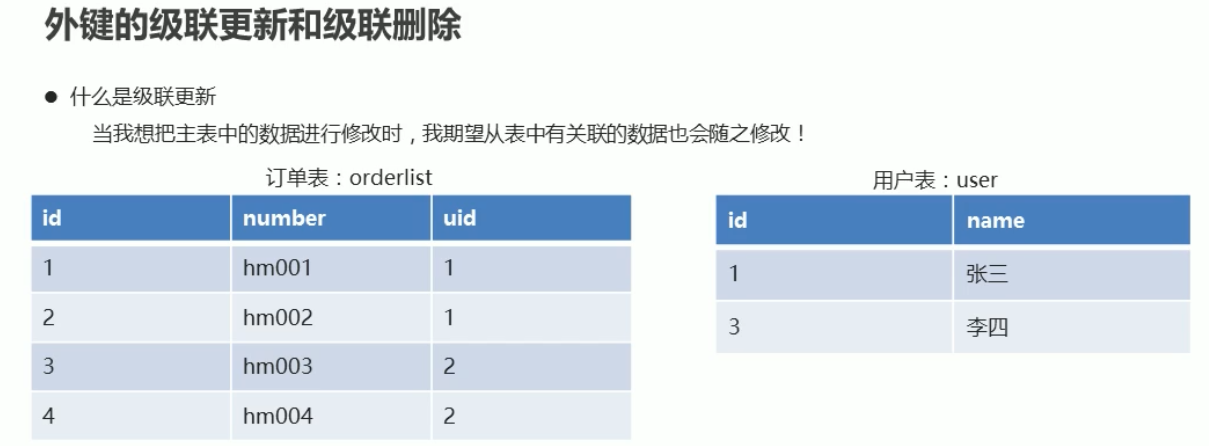 外键的级联更新和级联删除
● 什么是级联更新
当我想把主表中的数据进行修改时，我期望从表中有关联的数据也会随之修改！
订单表：orderlist
id number uid
1 hm001 1
2 hm002 1
3 hm003 2
4 hm004 2
用户表：user
id name
1 张三
3 李四